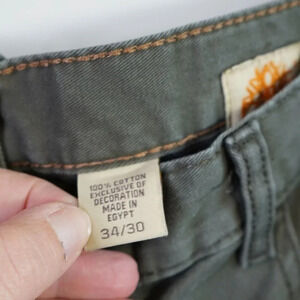 100% COTTON
EXCLUSIVE OF
DECORATION
MADE IN
EGYPT
34/30